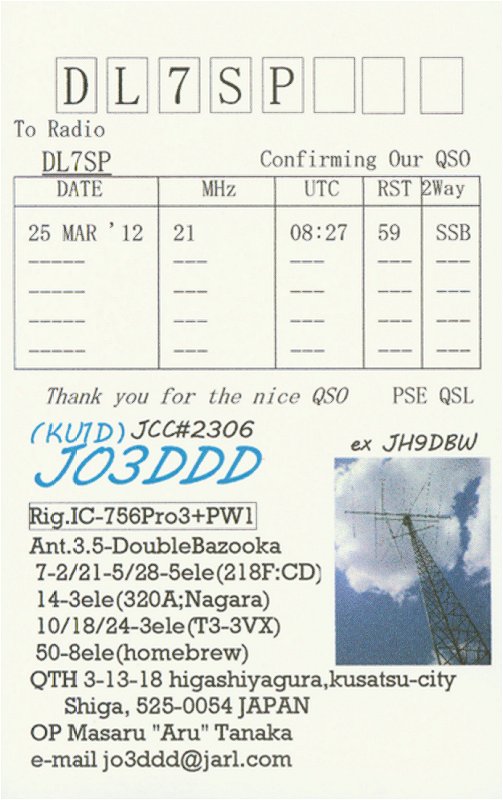 DL7SP
To Radio
DL7SP Confirming Our QSO
DATE MHz UTC RST 2Way
25 MAR '12 21 08:27 59 SSB
----- --- --- --- ---
----- --- --- --- ---
----- --- --- --- ---
----- --- --- --- ---
Thank you for the nice QSO PSE QSL
(KU1D) JCC#2306
JO3DDD
ex JH9DBW
Rig.IC-756Pro3+PW1
Ant.3.5-DoubleBazooka
7-2/21-5/28-5ele(218F:CD)
14-3ele(320A;Nagara)
10/18/24-3ele(T3-3VX)
50-8ele(homebrew)
QTH 3-13-18 higashiyagura,kusatsu-city
Shiga, 525-0054 JAPAN
OP Masaru "Aru" Tanaka
e-mail jo3ddd@jarl.com